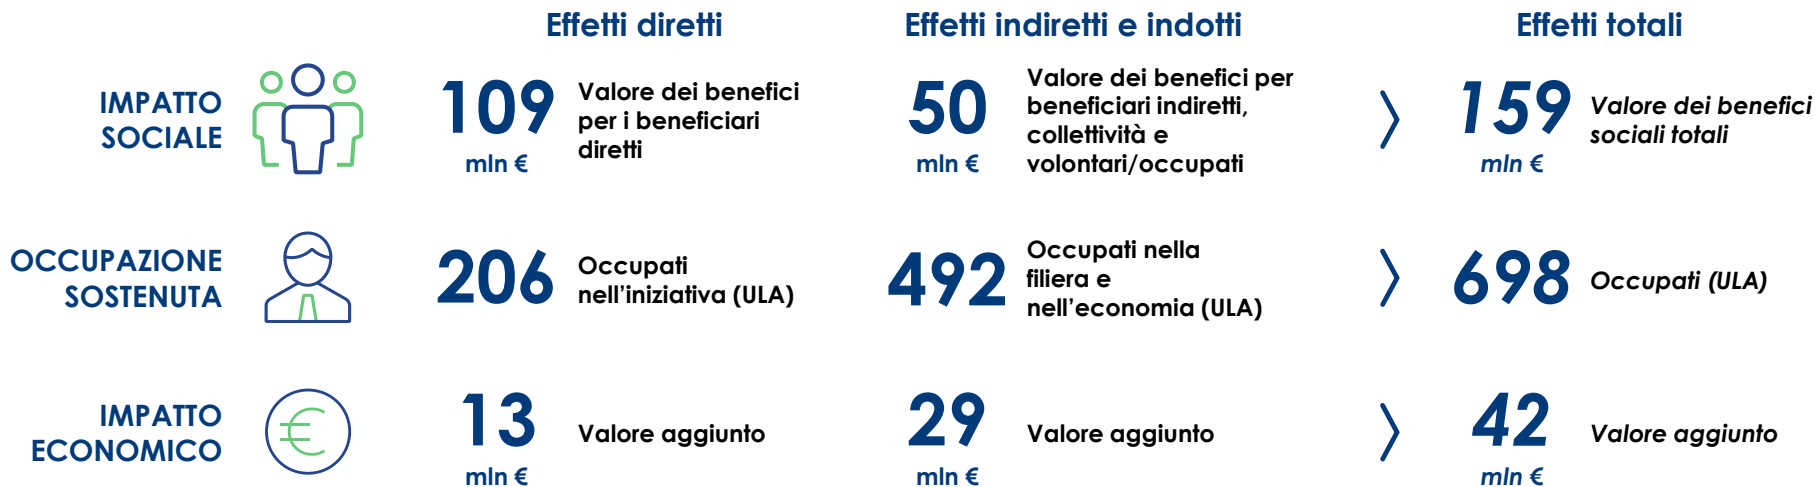 Effetti diretti
Effetti indiretti e indotti
Effetti totali
IMPATTO
SOCIALE
109
mln €
Valore dei benefici
per i beneficiari
diretti
50
mln €
Valore dei benefici per
beneficiari indiretti,
collettività e
volontari/occupati
159
mln €
Valore dei benefici
sociali totali
OCCUPAZIONE
SOSTENUTA
206
Occupati
nell’iniziativa (ULA)
492
Occupati nella
filiera e
nell’economia (ULA)
698
Occupati (ULA)
IMPATTO
ECONOMICO
€
13
mln €
Valore aggiunto
29
mln €
Valore aggiunto
42
mln €
Valore aggiunto